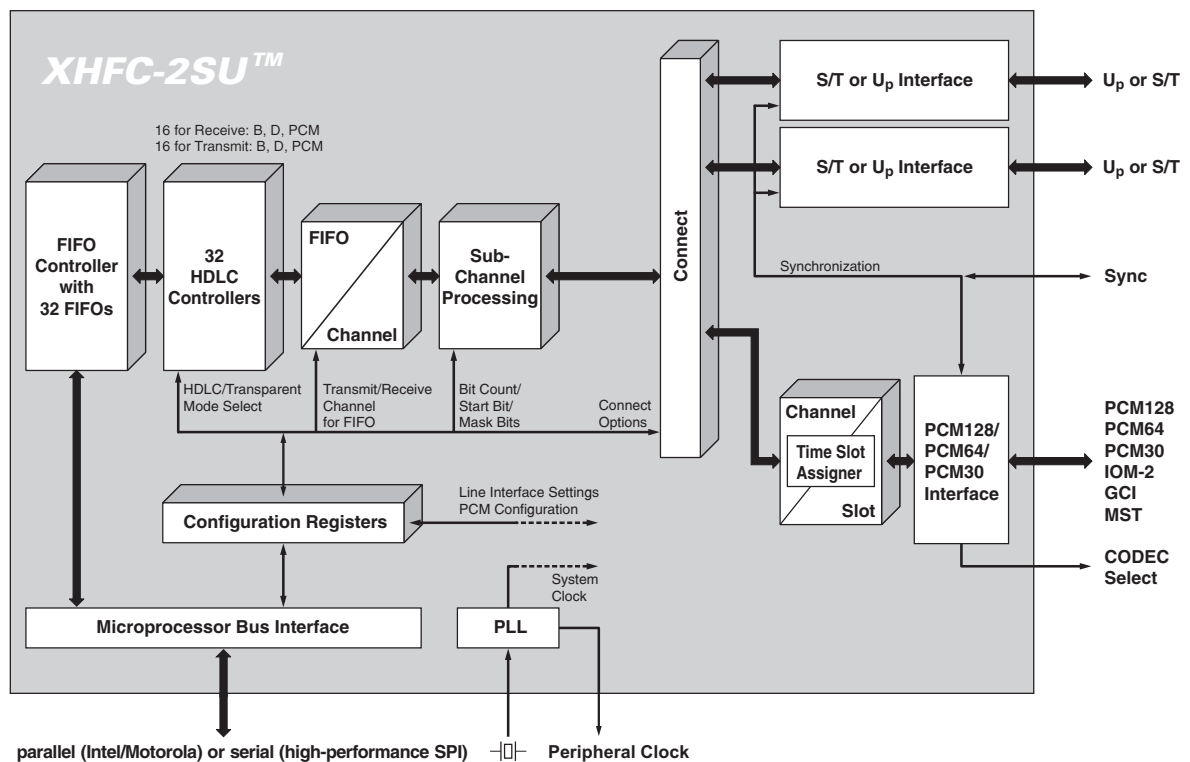 XHFC-2SU™
16 for Receive: B, D, PCM
16 for Transmit: B, D, PCM
FIFO
Controller
with
32 FIFOs
32
HDLC
Controllers
FIFO
Channel
Sub-
Channel
Processing
Connect
S/T or Up Interface
Up or S/T
S/T or Up Interface
Up or S/T
Synchronization
Sync
HDLC/Transparent
Mode Select
Transmit/Receive
Channel
for FIFO
Bit Count/
Start Bit/
Mask Bits
Connect
Options
Channel
Time Slot
Assigner
Slot
PCM128/
PCM64/
PCM30
Interface
PCM128
PCM64
PCM30
IOM-2
GCI
MST
CODEC
Select
Configuration Registers
Line Interface Settings
PCM Configuration
System
Clock
Microprocessor Bus Interface
PLL
parallel (Intel/Motorola) or serial (high-performance SPI)
Peripheral Clock